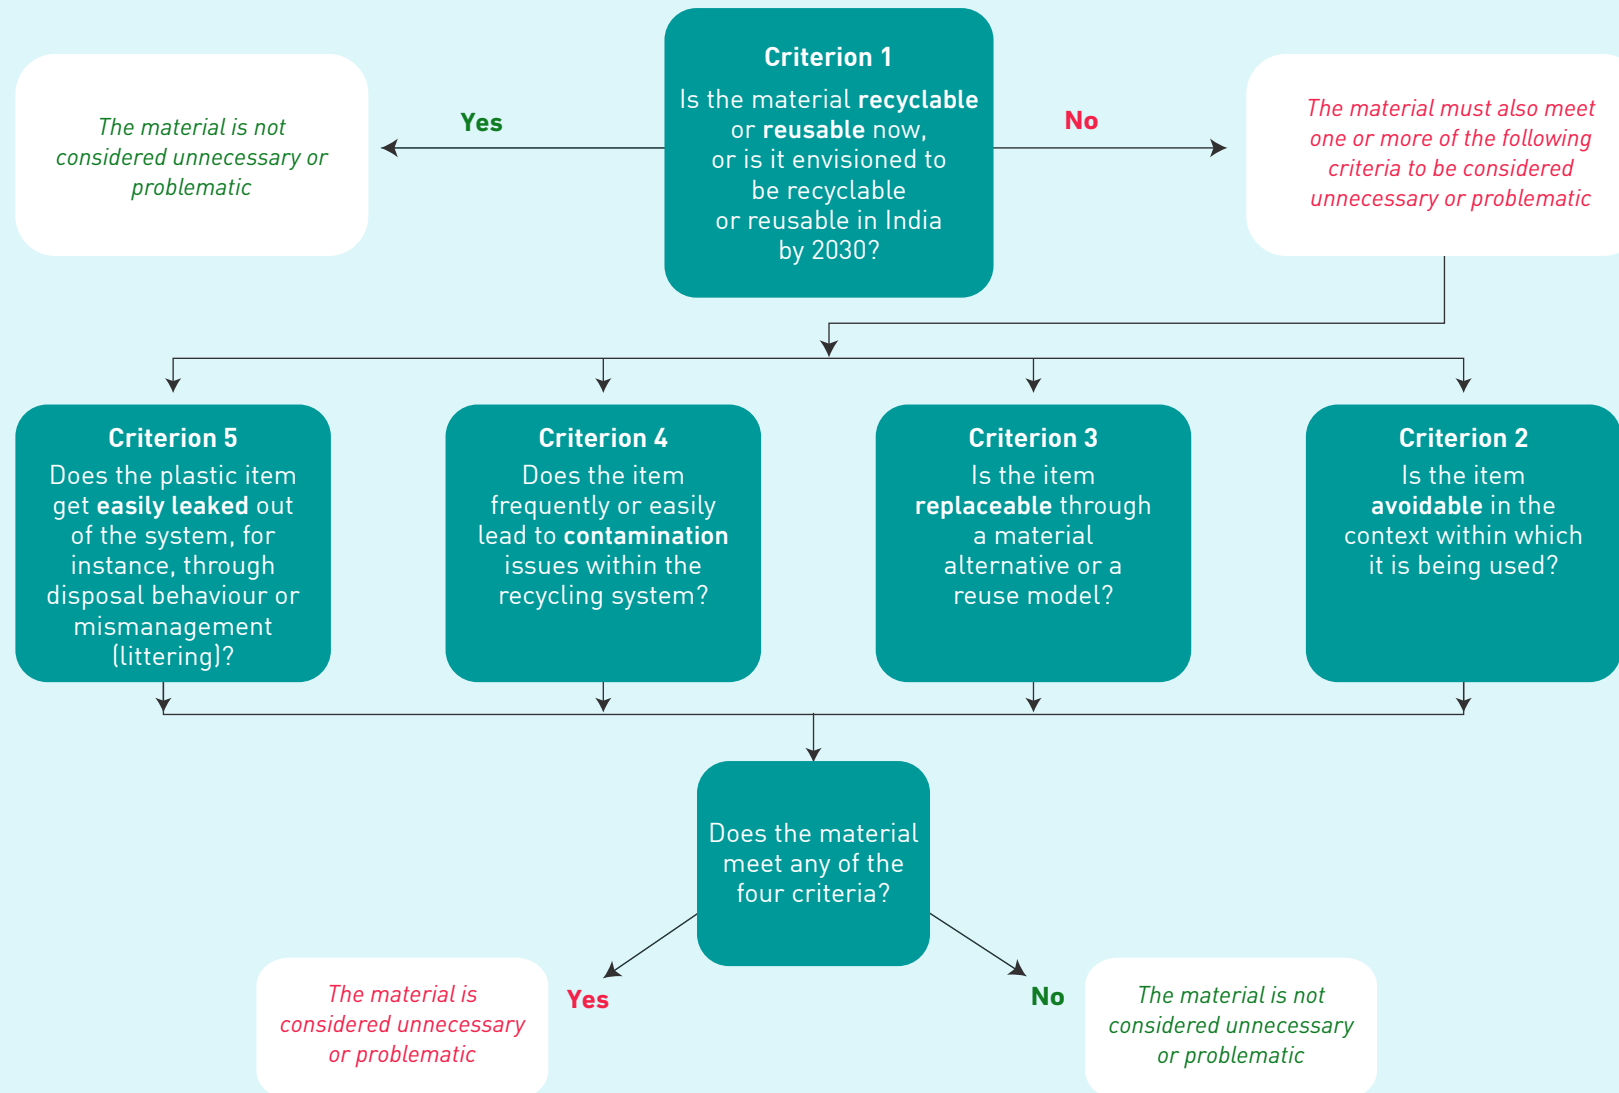 Criterion 1
Is the material recyclable
or reusable now,
or is it envisioned to
be recyclable
or reusable in India
by 2030?
Yes
The material is not
considered unnecessary or
problematic
No
The material must also meet
one or more of the following
criteria to be considered
unnecessary or problematic
Criterion 5
Does the plastic item
get easily leaked out
of the system, for
instance, through
disposal behaviour or
mismanagement
(littering)?
Criterion 4
Does the item
frequently or easily
lead to contamination
issues within the
recycling system?
Criterion 3
Is the item
replaceable through
a material
alternative or a
reuse model?
Criterion 2
Is the item
avoidable in the
context within which
it is being used?
Does the material
meet any of the
four criteria?
Yes
The material is
considered unnecessary
or problematic
No
The material is not
considered unnecessary
or problematic